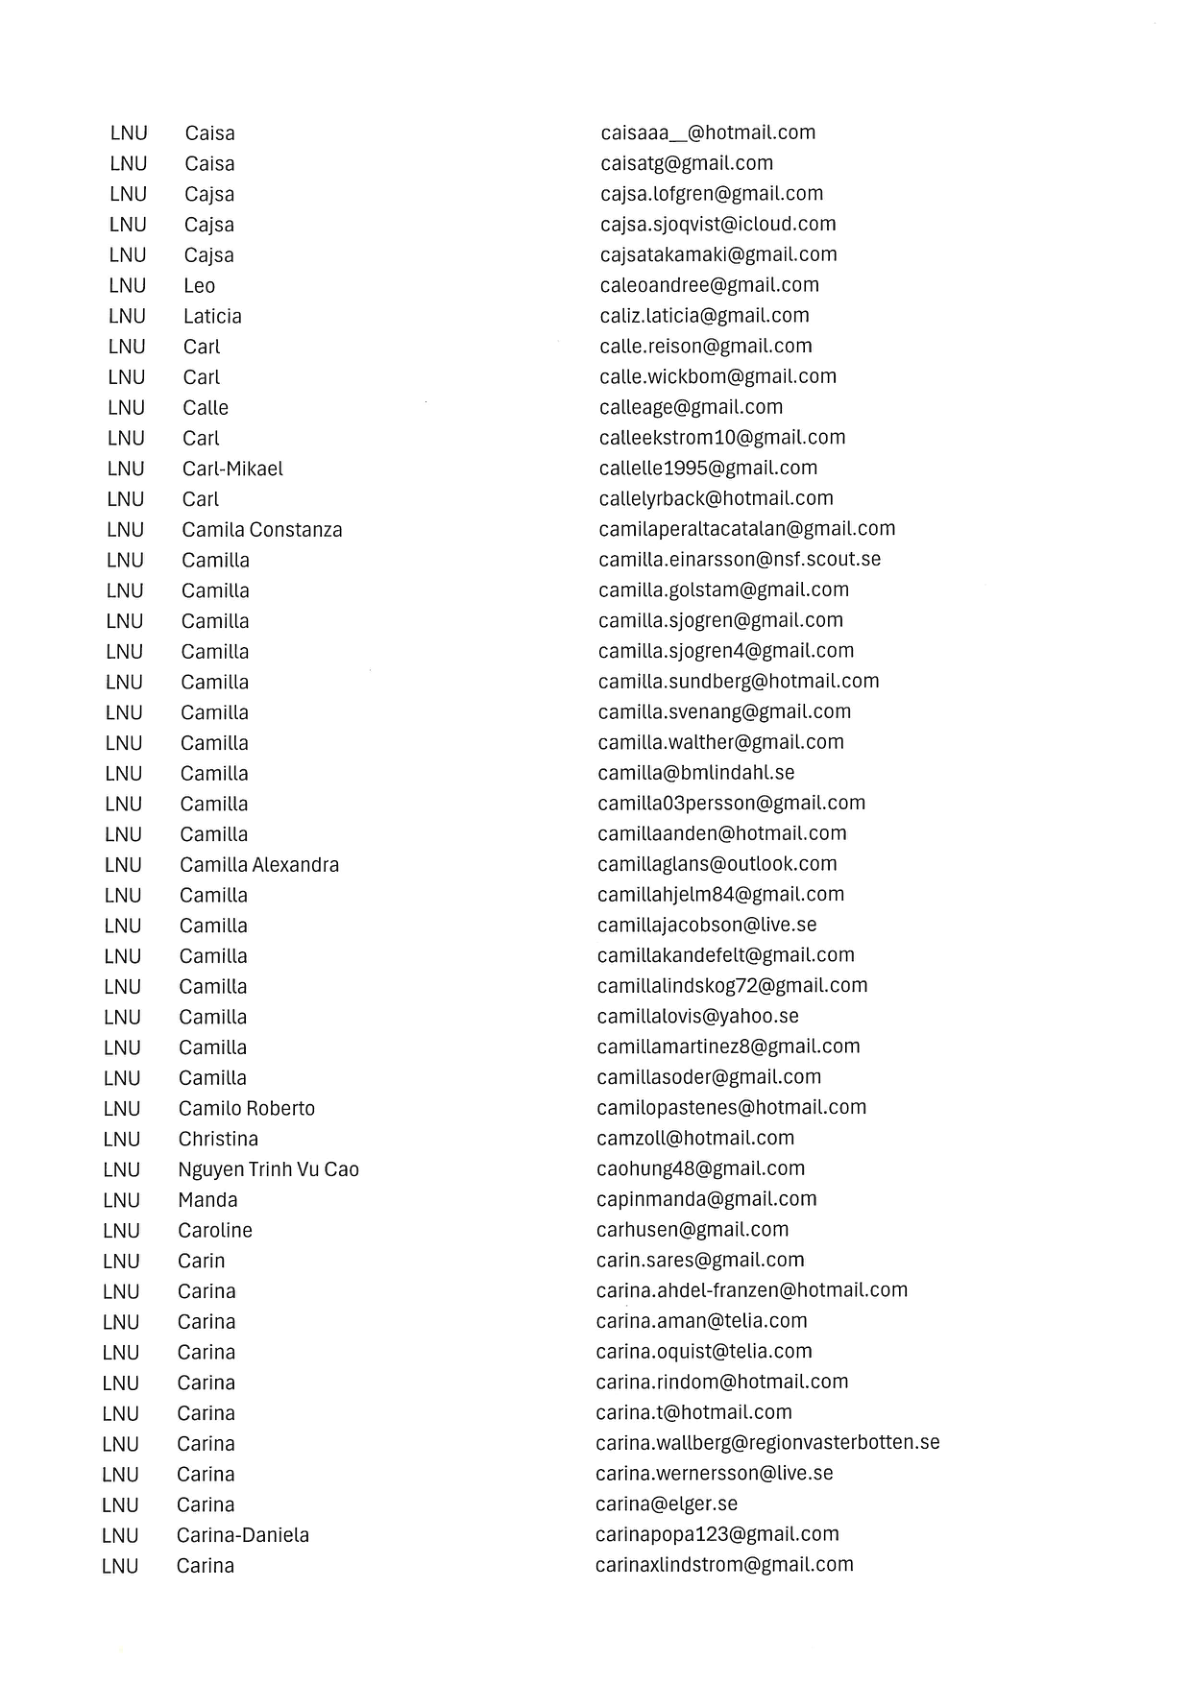 LNU Caisa caisaaa__@hotmail.com
LNU Caisa caisatg@gmail.com
LNU Cajsa cajsa.lofgren@gmail.com
LNU Cajsa cajsa.sjoqvist@icloud.com
LNU Cajsa cajsatakamaki@gmail.com
LNU Leo caleoandree@gmail.com
LNU Laticia caliz.laticia@gmail.com
LNU Carl calle.reison@gmail.com
LNU Carl calle.wickbom@gmail.com
LNU Calle calleage@gmail.com
LNU Carl calleekstrom10@gmail.com
LNU Carl-Mikael callelle1995@gmail.com
LNU Carl callelyrback@hotmail.com
LNU Camila Constanza camilaperaltacatalan@gmail.com
LNU Camilla camilla.einarsson@nsf.scout.se
LNU Camilla camilla.golstam@gmail.com
LNU Camilla camilla.sjogren@gmail.com
LNU Camilla camilla.sjogren4@gmail.com
LNU Camilla camilla.sundberg@hotmail.com
LNU Camilla camilla.svenang@gmail.com
LNU Camilla camilla.walther@gmail.com
LNU Camilla camilla@bmlindahl.se
LNU Camilla camilla03persson@gmail.com
LNU Camilla camillaanden@hotmail.com
LNU Camilla Alexandra camillaglans@outlook.com
LNU Camilla camillahjelm84@gmail.com
LNU Camilla camillajacobson@live.se
LNU Camilla camillakandefelt@gmail.com
LNU Camilla camillalindskog72@gmail.com
LNU Camilla camillalovis@yahoo.se
LNU Camilla camillamartinez8@gmail.com
LNU Camilla camillasoder@gmail.com
LNU Camilo Roberto camilopastenes@hotmail.com
LNU Christina camzoll@hotmail.com
LNU Nguyen Trinh Vu Cao caohung48@gmail.com
LNU Manda capinmanda@gmail.com
LNU Caroline carhusen@gmail.com
LNU Carin carin.sares@gmail.com
LNU Carina carina.ahdel-franzen@hotmail.com
LNU Carina carina.aman@telia.com
LNU Carina carina.oquist@telia.com
LNU Carina carina.rindom@hotmail.com
LNU Carina carina.t@hotmail.com
LNU Carina carina.wallberg@regionvasterbotten.se
LNU Carina carina.wernersson@live.se
LNU Carina carina@elger.se
LNU Carina-Daniela carinapopa123@gmail.com
LNU Carina carinaxlindstrom@gmail.com